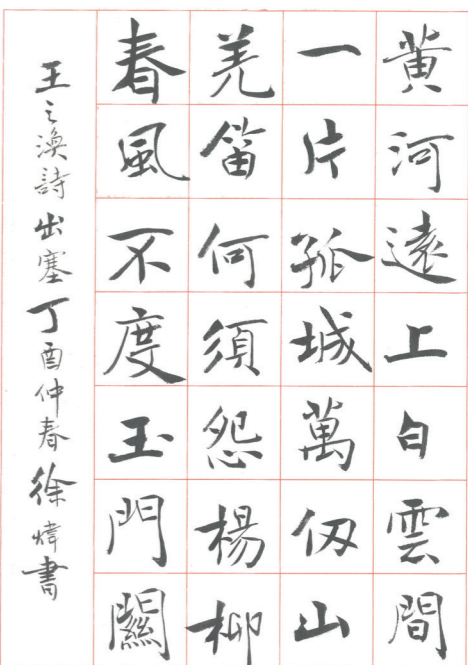 黄河遠上白雲間
一片孤城萬仞山
羌笛何須怨楊柳
春風不度玉門關
王之渙詩出塞丁酉仲春徐煒書